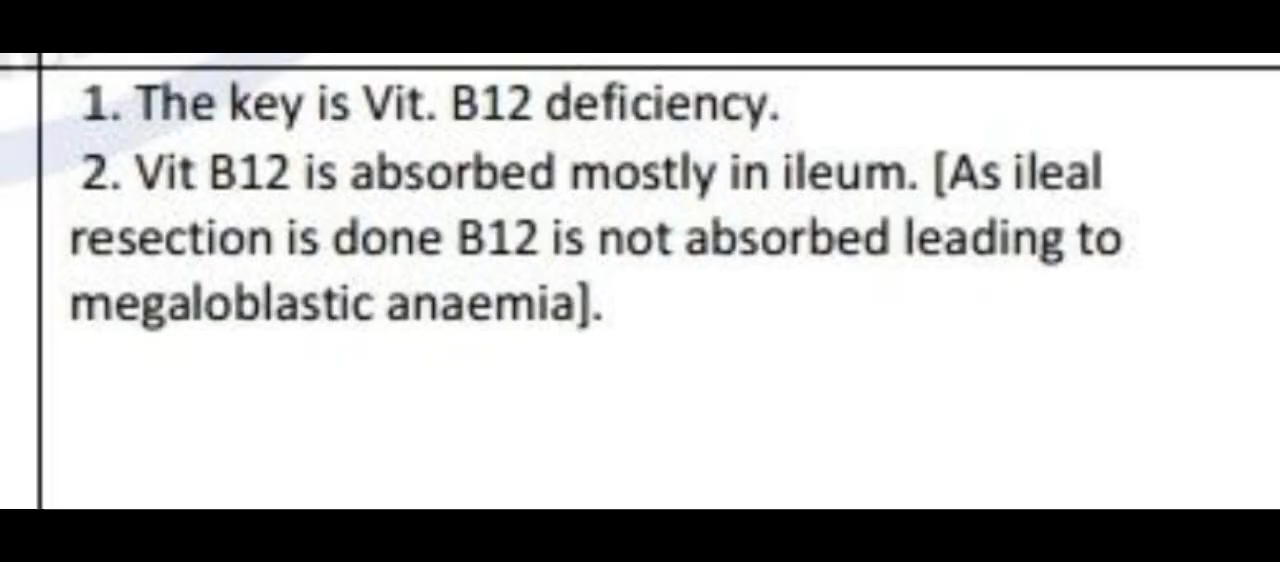 1. The key is Vit. B12 deficiency.
2. Vit B12 is absorbed mostly in ileum. [As ileal
resection is done B12 is not absorbed leading to
megaloblastic anaemia].